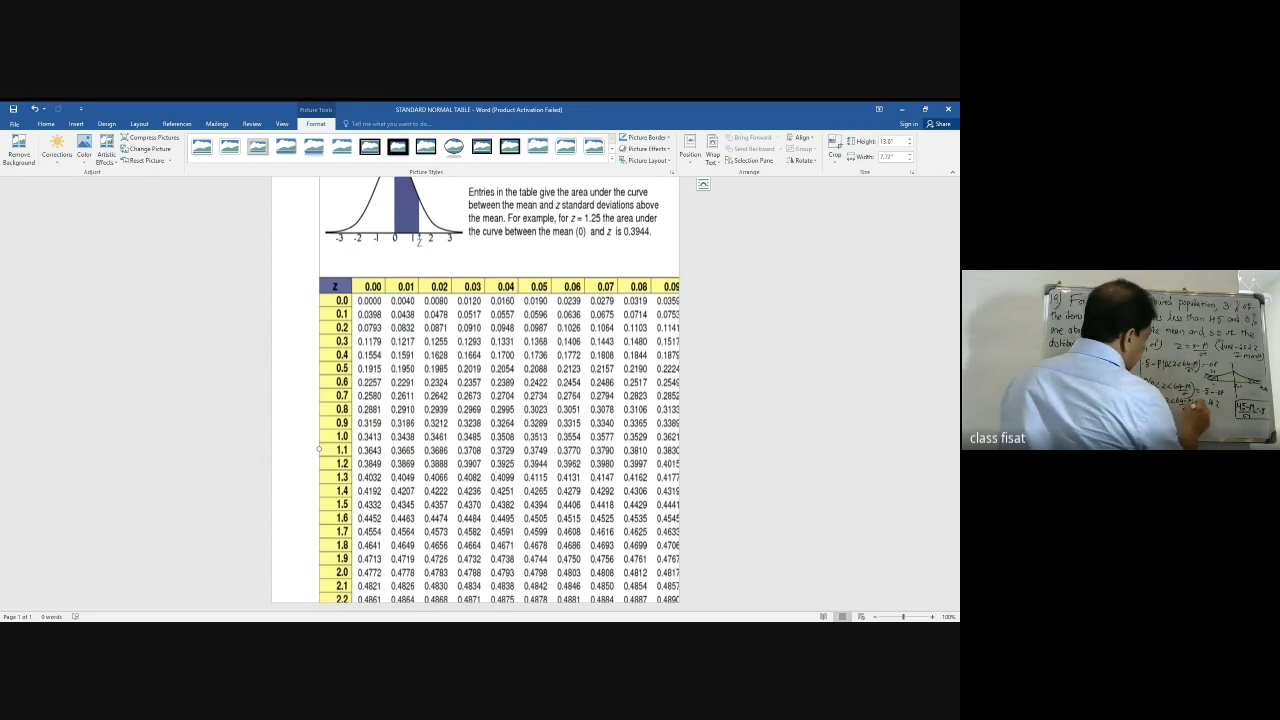 STANDARD NORMAL TABLE - Word (Product Activation Failed)
Picture Tools
File Home Insert Design Layout References Mailings Review View Format Tell me what you want to do... Sign in Share
Remove Background
Corrections
Color
Artistic Effects
Compress Pictures
Change Picture
Reset Picture
Adjust
Picture Styles
Picture Border
Picture Effects
Picture Layout
Position
Wrap Text
Bring Forward
Send Backward
Selection Pane
Align
Group
Rotate
Arrange
Crop
Height: 13.6"
Width: 7.72"
Size
Entries in the table give the area under the curve
between the mean and z standard deviations above
the mean. For example, for z = 1.25 the area under
the curve between the mean (0) and z is 0.3944.
-3 -2 -1 0 1 2 3
Z
z 0.00 0.01 0.02 0.03 0.04 0.05 0.06 0.07 0.08 0.09
0.0 0.0000 0.0040 0.0080 0.0120 0.0160 0.0190 0.0239 0.0279 0.0319 0.0359
0.1 0.0398 0.0438 0.0478 0.0517 0.0557 0.0596 0.0636 0.0675 0.0714 0.0753
0.2 0.0793 0.0832 0.0871 0.0910 0.0948 0.0987 0.1026 0.1064 0.1103 0.1141
0.3 0.1179 0.1217 0.1255 0.1293 0.1331 0.1368 0.1406 0.1443 0.1480 0.1517
0.4 0.1554 0.1591 0.1628 0.1664 0.1700 0.1736 0.1772 0.1808 0.1844 0.1879
0.5 0.1915 0.1950 0.1985 0.2019 0.2054 0.2088 0.2123 0.2157 0.2190 0.2224
0.6 0.2257 0.2291 0.2324 0.2357 0.2389 0.2422 0.2454 0.2486 0.2517 0.2549
0.7 0.2580 0.2611 0.2642 0.2673 0.2704 0.2734 0.2764 0.2794 0.2823 0.2852
0.8 0.2881 0.2910 0.2939 0.2969 0.2995 0.3023 0.3051 0.3078 0.3106 0.3133
0.9 0.3159 0.3186 0.3212 0.3238 0.3264 0.3289 0.3315 0.3340 0.3365 0.3389
1.0 0.3413 0.3438 0.3461 0.3485 0.3508 0.3513 0.3554 0.3577 0.3529 0.3621
1.1 0.3643 0.3665 0.3686 0.3708 0.3729 0.3749 0.3770 0.3790 0.3810 0.3830
1.2 0.3849 0.3869 0.3888 0.3907 0.3925 0.3944 0.3962 0.3980 0.3997 0.4015
1.3 0.4032 0.4049 0.4066 0.4082 0.4099 0.4115 0.4131 0.4147 0.4162 0.4177
1.4 0.4192 0.4207 0.4222 0.4236 0.4251 0.4265 0.4279 0.4292 0.4306 0.4319
1.5 0.4332 0.4345 0.4357 0.4370 0.4382 0.4394 0.4406 0.4418 0.4429 0.4441
1.6 0.4452 0.4463 0.4474 0.4484 0.4495 0.4505 0.4515 0.4525 0.4535 0.4545
1.7 0.4554 0.4564 0.4573 0.4582 0.4591 0.4599 0.4608 0.4616 0.4625 0.4633
1.8 0.4641 0.4649 0.4656 0.4664 0.4671 0.4678 0.4686 0.4693 0.4699 0.4706
1.9 0.4713 0.4719 0.4726 0.4732 0.4738 0.4744 0.4750 0.4756 0.4761 0.4767
2.0 0.4772 0.4778 0.4783 0.4788 0.4793 0.4798 0.4803 0.4808 0.4812 0.4817
2.1 0.4821 0.4826 0.4830 0.4834 0.4838 0.4842 0.4846 0.4850 0.4854 0.4857
2.2 0.4861 0.4864 0.4868 0.4871 0.4875 0.4878 0.4881 0.4884 0.4887 0.4890
Page 1 of 1 0 words 100%
population, 3% of
the items less than 45 and
mean and S.D of the
class fisat